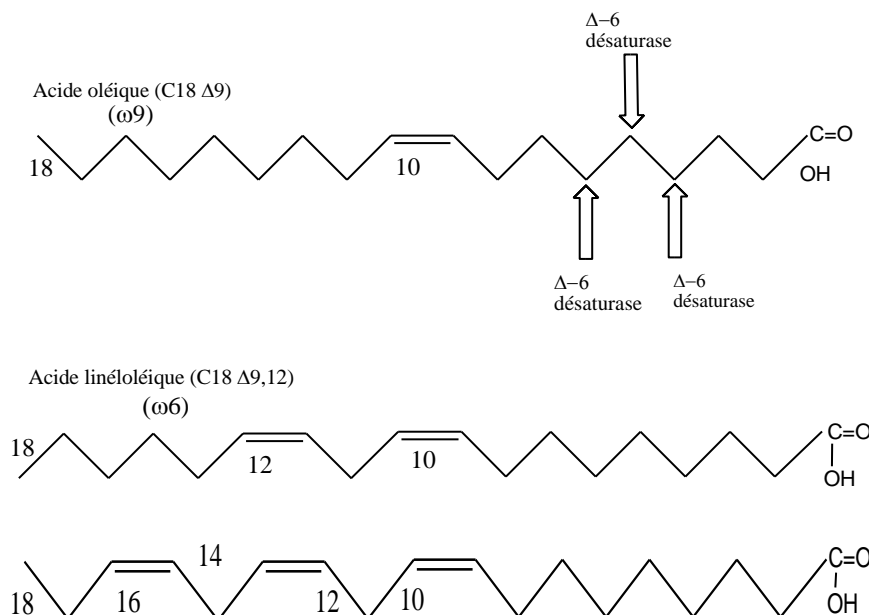 Δ−6
désaturase
Acide oléique (C18 Δ9)
(ω9)
C=O
18
10
OH
Δ−6
désaturase
Δ−6
désaturase
Acide linéloléique (C18 Δ9,12)
(ω6)
18
C=O
12
10
OH
14
C=O
18
16
12
10
OH